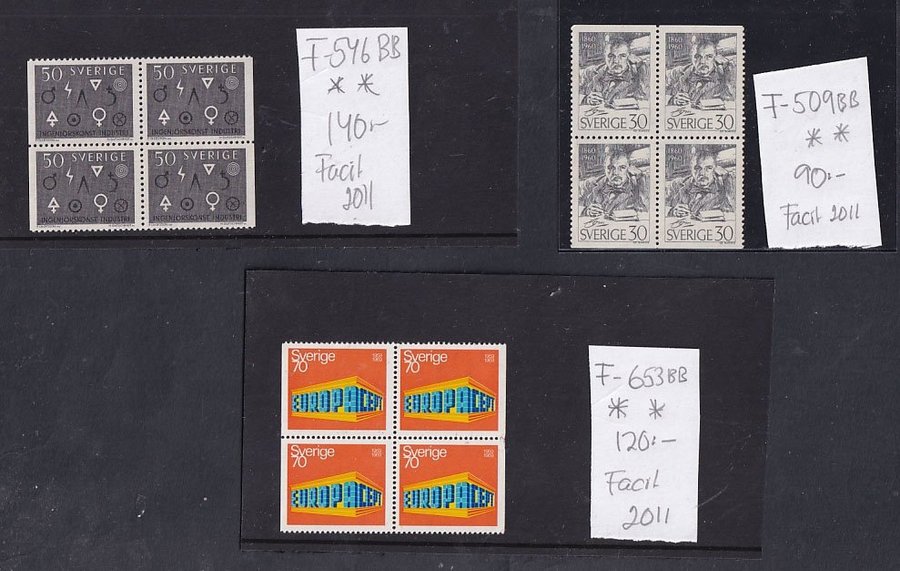 50 SVERIGE
INGENJÖRSKONST INDUSTRI
50 SVERIGE
INGENJÖRSKONST INDUSTRI
50 SVERIGE
INGENJÖRSKONST INDUSTRI
50 SVERIGE
INGENJÖRSKONST INDUSTRI
F-546 BB
* *
140:-
Facit
2011
1860
1960
SVERIGE 30
1860
1960
SVERIGE 30
1860
1960
SVERIGE 30
1860
1960
SVERIGE 30
F-509BB
* *
90:-
Facit 2011
Sverige
70
EUROPA CEPT
Sverige
70
EUROPA CEPT
Sverige
70
EUROPA CEPT
Sverige
70
EUROPA CEPT
F-653BB
* *
120:-
Facit
2011